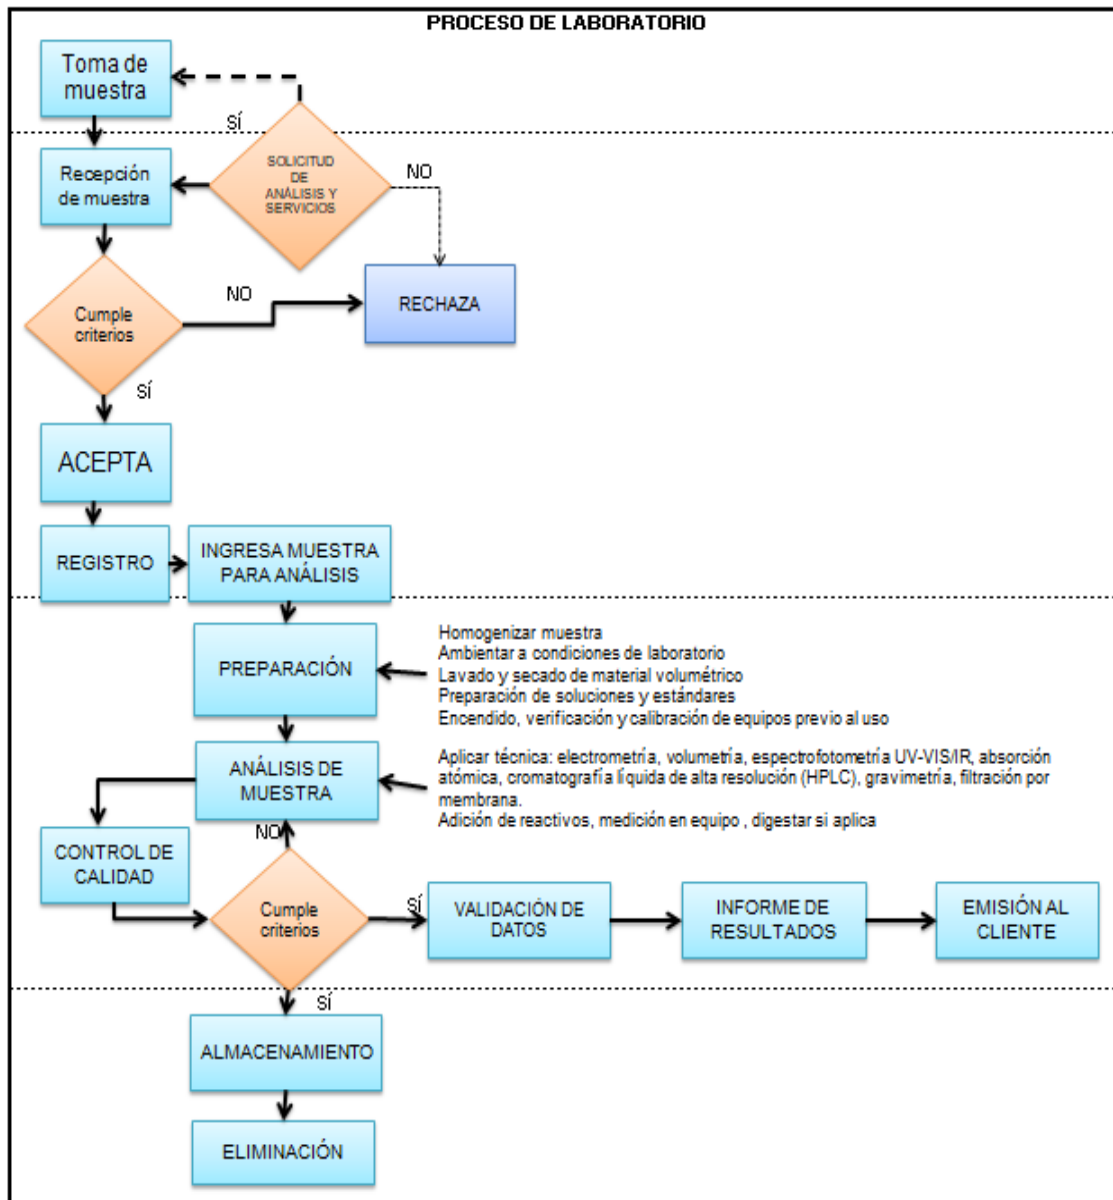 PROCESO DE LABORATORIO
Toma de
muestra
SÍ
SOLICITUD
DE
ANÁLISIS Y
SERVICIOS
NO
Recepción
de muestra
Cumple
criterios
NO
RECHAZA
SÍ
ACEPTA
REGISTRO
INGRESA MUESTRA
PARA ANÁLISIS
PREPARACIÓN
Homogenizar muestra
Ambientar a condiciones de laboratorio
Lavado y secado de material volumétrico
Preparación de soluciones y estándares
Encendido, verificación y calibración de equipos previo al uso
ANÁLISIS DE
MUESTRA
Aplicar técnica: electrometría, volumetría, espectrofotometría UV-VIS/IR, absorción
atómica, cromatografía líquida de alta resolución (HPLC), gravimetría, filtración por
membrana.
Adición de reactivos, medición en equipo , digestar si aplica
NO
CONTROL DE
CALIDAD
Cumple
criterios
SÍ
VALIDACIÓN DE
DATOS
INFORME DE
RESULTADOS
EMISIÓN AL
CLIENTE
SÍ
ALMACENAMIENTO
ELIMINACIÓN